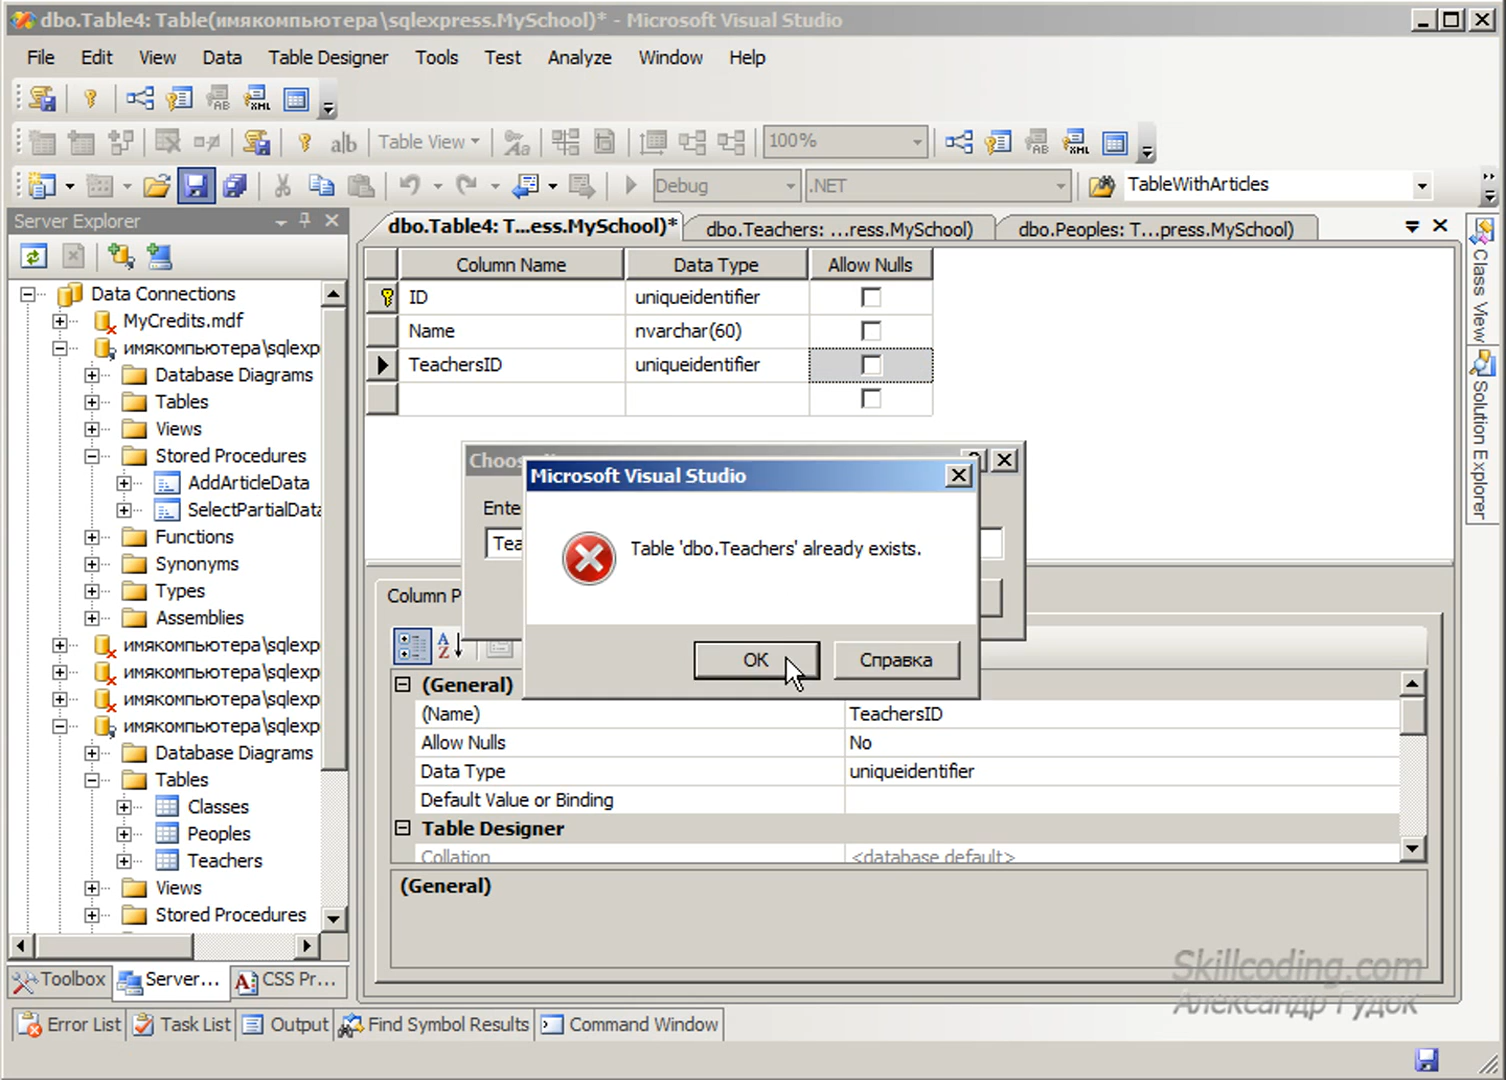 dbo.Table4: Table(имякомпьютера\sqlexpress.MySchool)* - Microsoft Visual Studio
File Edit View Data Table Designer Tools Test Analyze Window Help
Table View 100%
Debug .NET TableWithArticles
Server Explorer
dbo.Table4: T...ess.MySchool)* dbo.Teachers: ...ress.MySchool) dbo.Peoples: T...press.MySchool)
Column Name Data Type Allow Nulls
ID uniqueidentifier
Name nvarchar(60)
TeachersID uniqueidentifier
Data Connections
MyCredits.mdf
имякомпьютера\sqlexp
Database Diagrams
Tables
Views
Stored Procedures
AddArticleData
SelectPartialData
Functions
Synonyms
Types
Assemblies
имякомпьютера\sqlexp
имякомпьютера\sqlexp
имякомпьютера\sqlexp
имякомпьютера\sqlexp
Database Diagrams
Tables
Classes
Peoples
Teachers
Views
Stored Procedures
Choos
Ente
Tea
Microsoft Visual Studio
Table 'dbo.Teachers' already exists.
OK Справка
Column P
(General)
(Name) TeachersID
Allow Nulls No
Data Type uniqueidentifier
Default Value or Binding
Table Designer
Collation <database default>
(General)
Class View
Solution Explorer
Toolbox Server... CSS Pr...
Error List Task List Output Find Symbol Results Command Window
Skillcoding.com
Александр Гудок